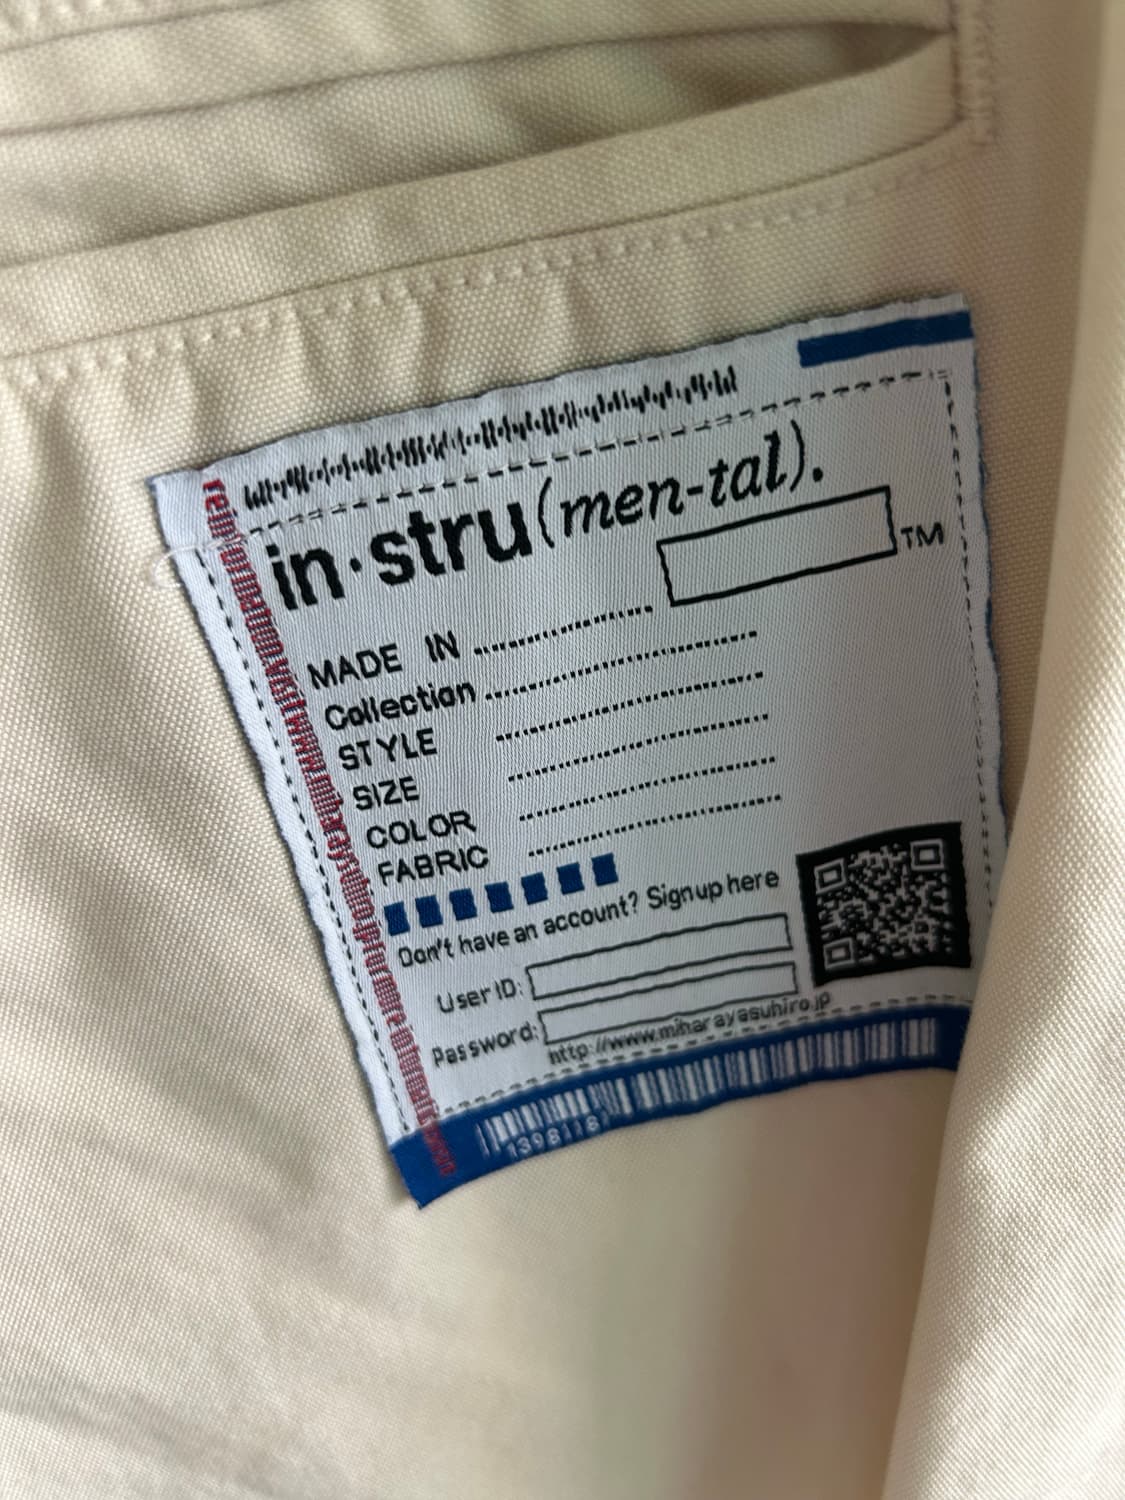 in·stru(men-tal).
TM
MADE IN
Collection
STYLE
SIZE
COLOR
FABRIC
Don't have an account? Sign up here
User ID:
Password:
http://www.miharayasuhiro.jp